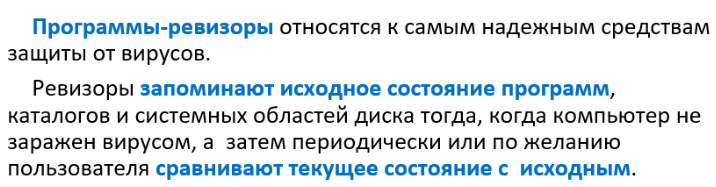 Программы-ревизоры относятся к самым надежным средствам
защиты от вирусов.
Ревизоры запоминают исходное состояние программ,
каталогов и системных областей диска тогда, когда компьютер не
заражен вирусом, а  затем периодически или по желанию
пользователя сравнивают текущее состояние с  исходным.